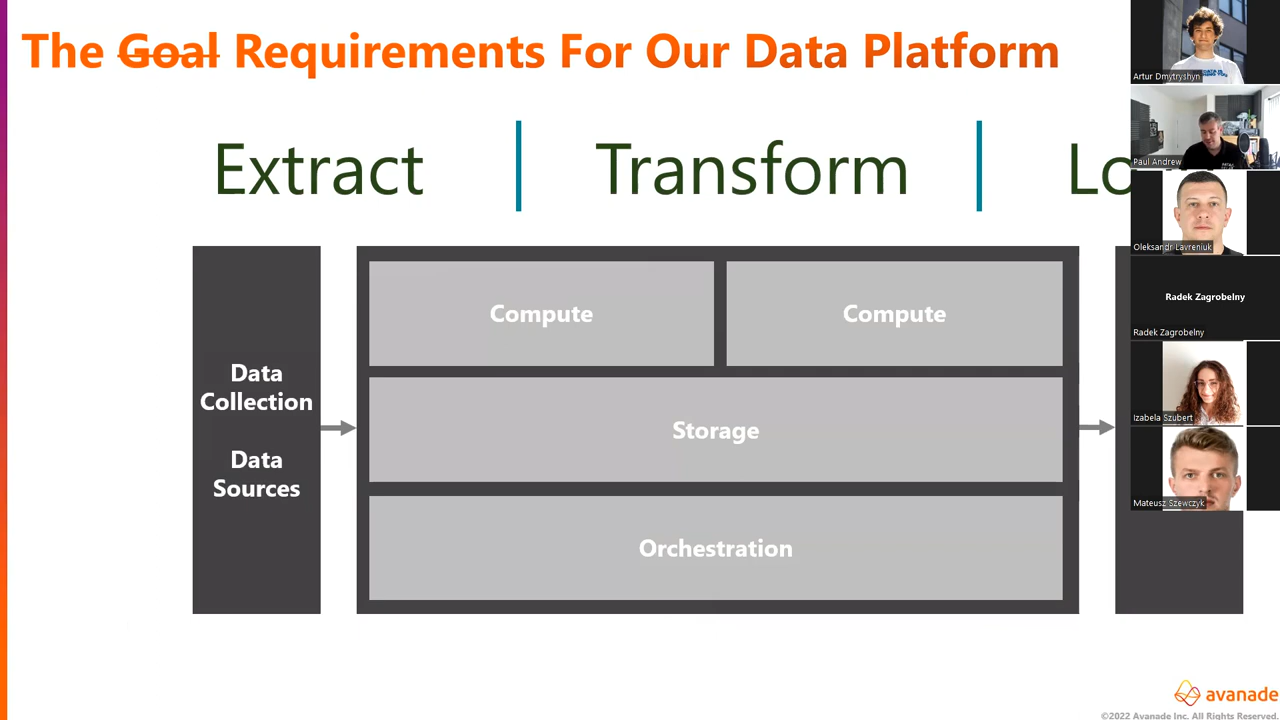 The Goal Requirements For Our Data Platform
Extract
Transform
Lo
Data
Collection
Data
Sources
Compute
Compute
Storage
Orchestration
Artur Dmytryshyn
Paul Andrew
Oleksandr Lavreniuk
Radek Zagrobelny
Radek Zagrobelny
Izabela Szubert
Mateusz Szewczyk
avanade
©2022 Avanade Inc. All Rights Reserved.